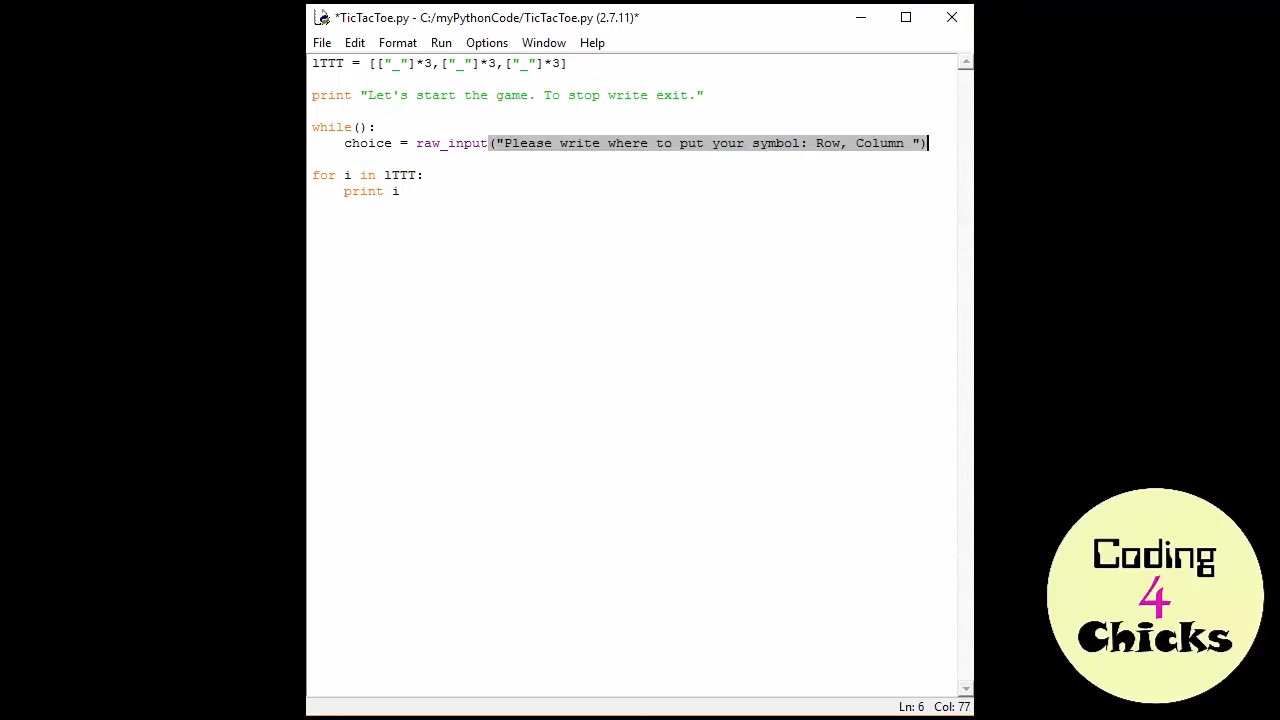 *TicTacToe.py - C:/myPythonCode/TicTacToe.py (2.7.11)*
File Edit Format Run Options Window Help
lTTT = [["_"]*3,["_"]*3,["_"]*3]
print "Let's start the game. To stop write exit."
while():
    choice = raw_input("Please write where to put your symbol: Row, Column ")
for i in lTTT:
    print i
Ln: 6 Col: 77
Coding
4
Chicks